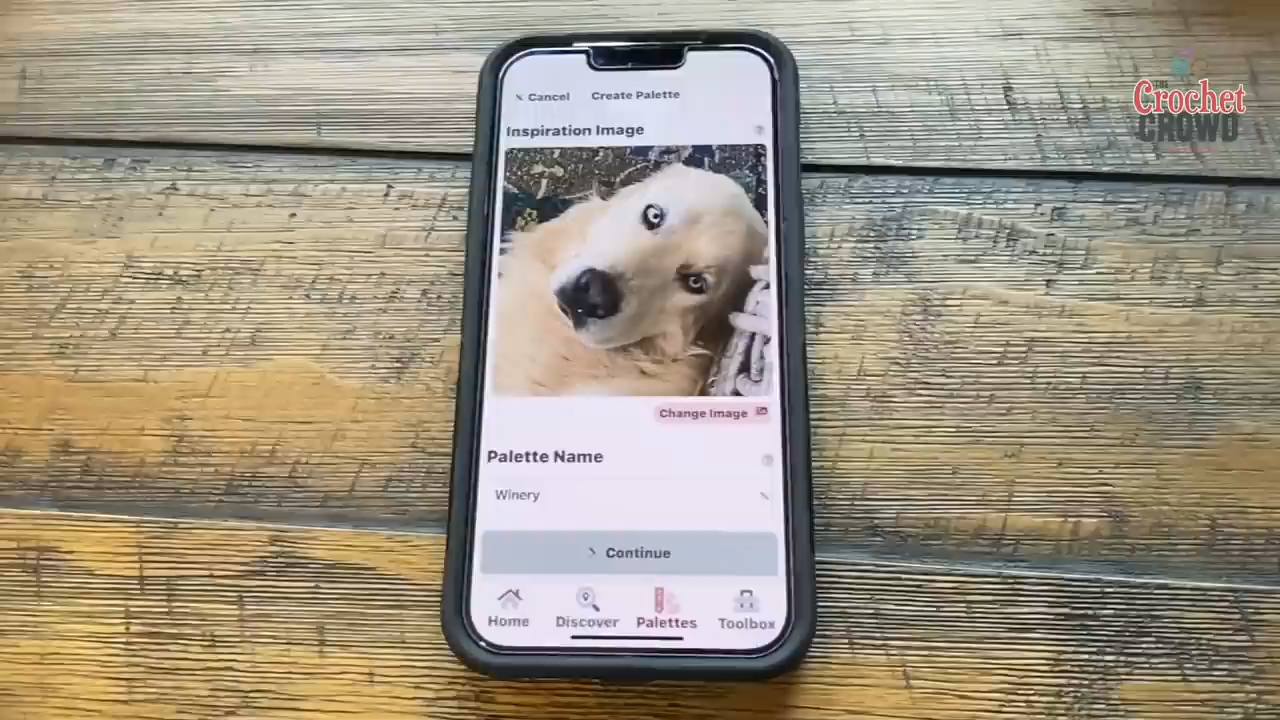 THE
Crochet
CROWD
Cancel Create Palette
Inspiration Image
Change Image
Palette Name
Winery
Continue
Home Discover Palettes Toolbox